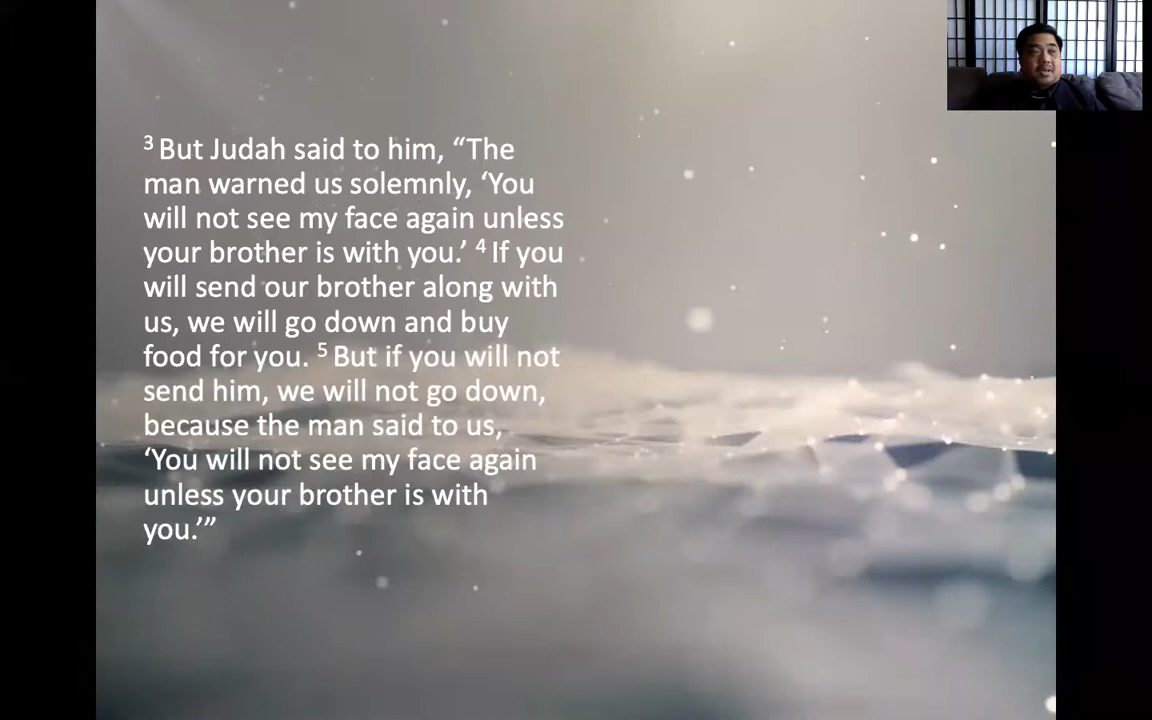 ³ But Judah said to him, “The
man warned us solemnly, ‘You
will not see my face again unless
your brother is with you.’ ⁴ If you
will send our brother along with
us, we will go down and buy
food for you. ⁵ But if you will not
send him, we will not go down,
because the man said to us,
‘You will not see my face again
unless your brother is with
you.’”